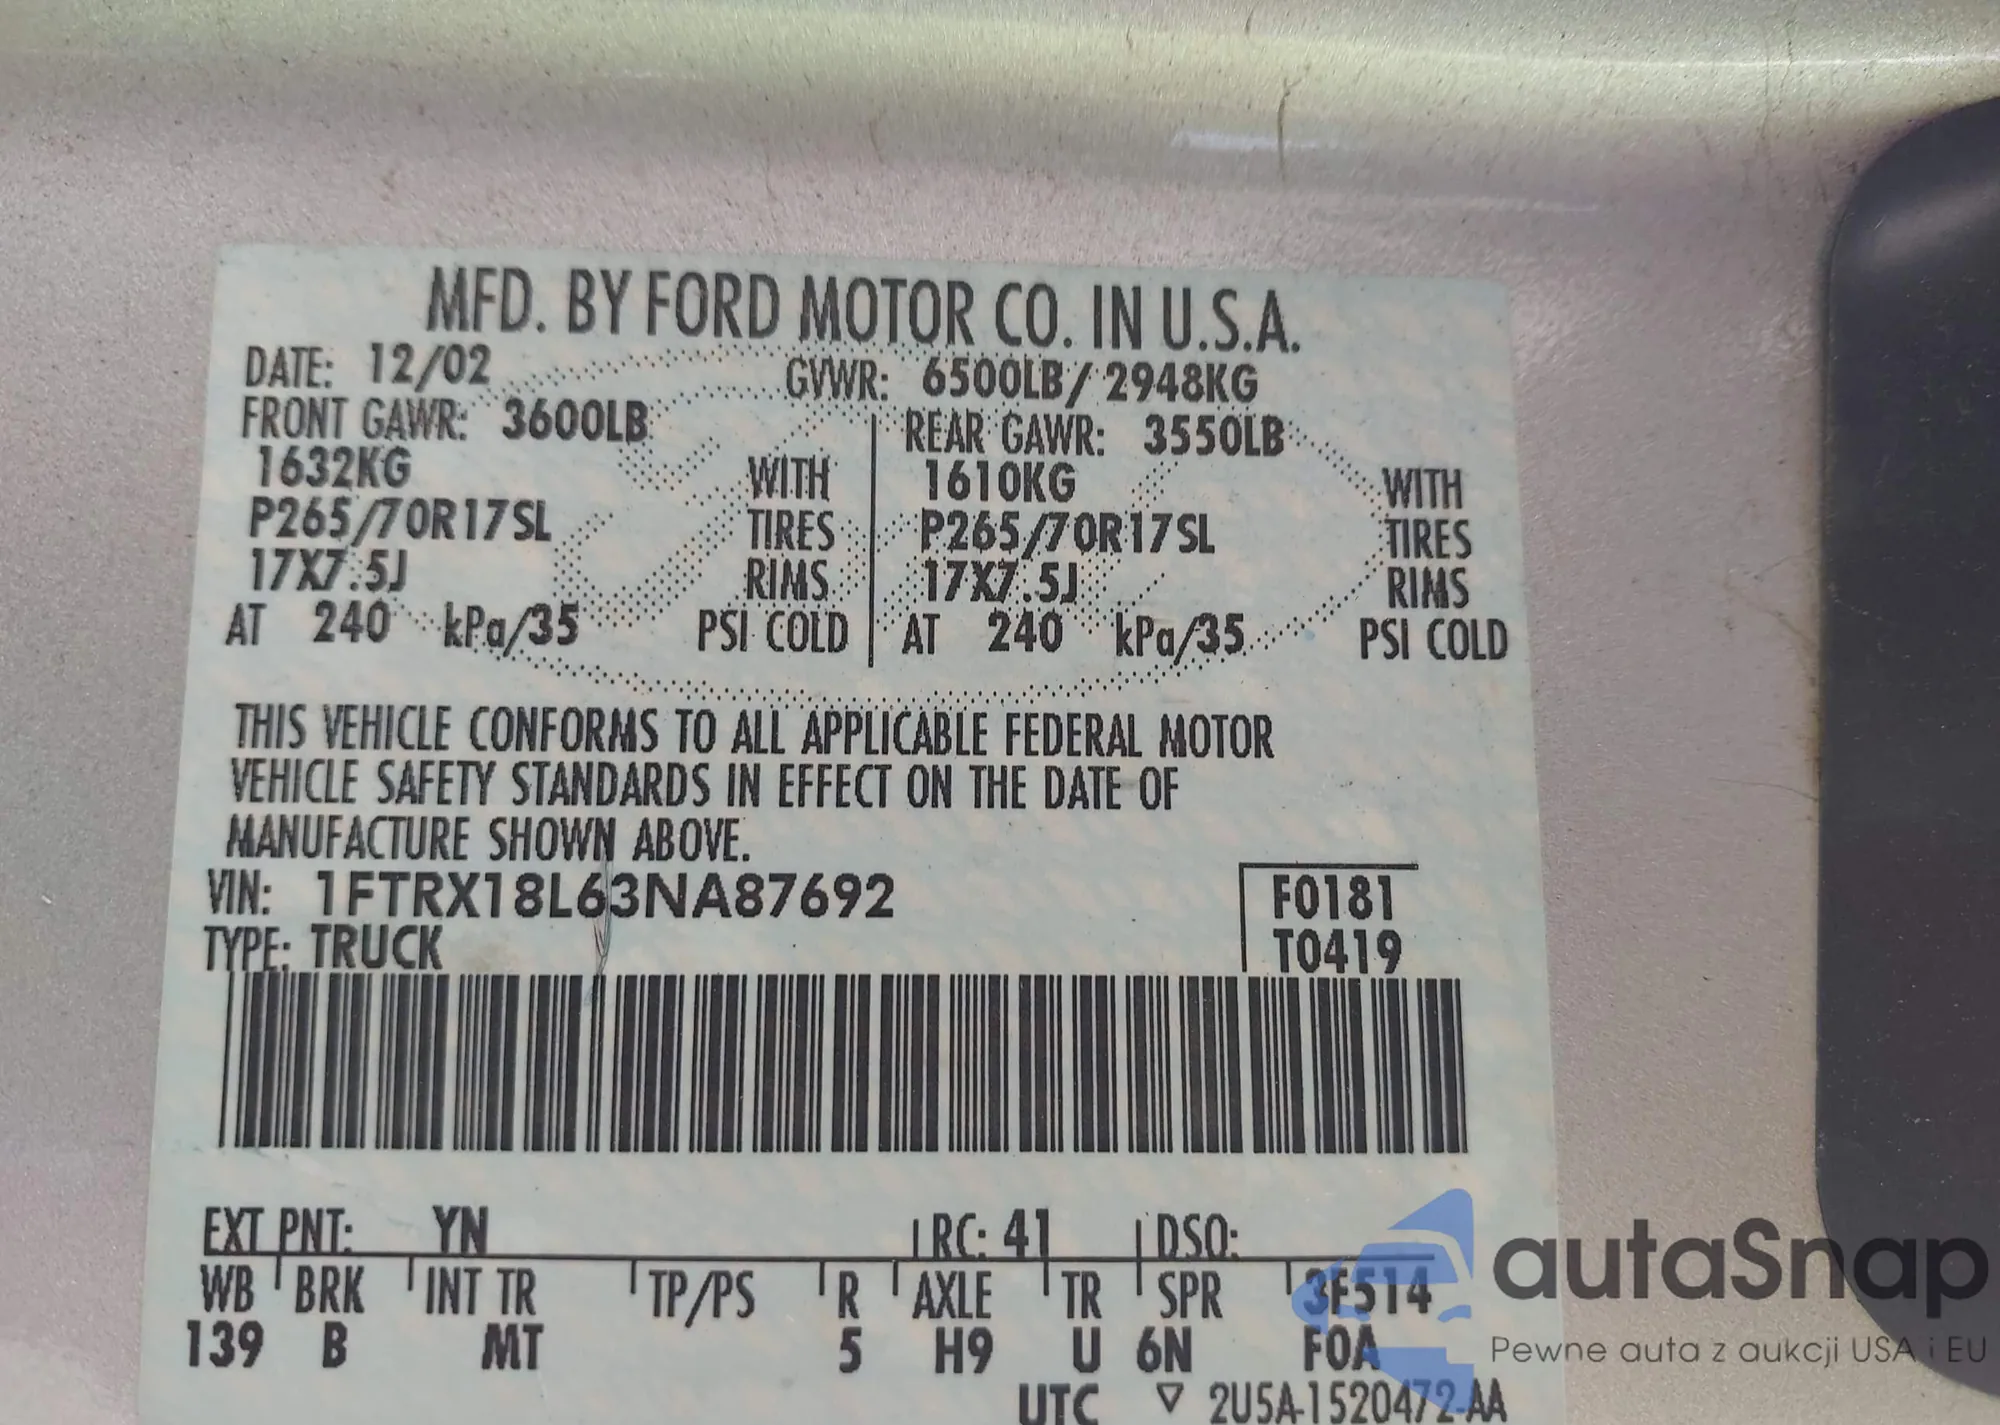 MFD. BY FORD MOTOR CO. IN U.S.A.
DATE: 12/02 GVWR: 6500LB/ 2948KG
FRONT GAWR: 3600LB REAR GAWR: 3550LB
1632KG WITH 1610KG WITH
P265/70R17SL TIRES P265/70R17SL TIRES
17X7.5J RIMS 17X7.5J RIMS
AT 240 kPa/35 PSI COLD AT 240 kPa/35 PSI COLD
THIS VEHICLE CONFORMS TO ALL APPLICABLE FEDERAL MOTOR
VEHICLE SAFETY STANDARDS IN EFFECT ON THE DATE OF
MANUFACTURE SHOWN ABOVE.
VIN: 1FTRX18L63NA87692 F0181
TYPE: TRUCK T0419
EXT PNT: YN RC: 41 DSO:
WB BRK INT TR TP/PS R AXLE TR SPR 3F514
139 B MT 5 H9 U 6N F0A
UTC ▽ 2U5A-1520472-AA
autaSnap
Pewne auta z aukcji USA i EU